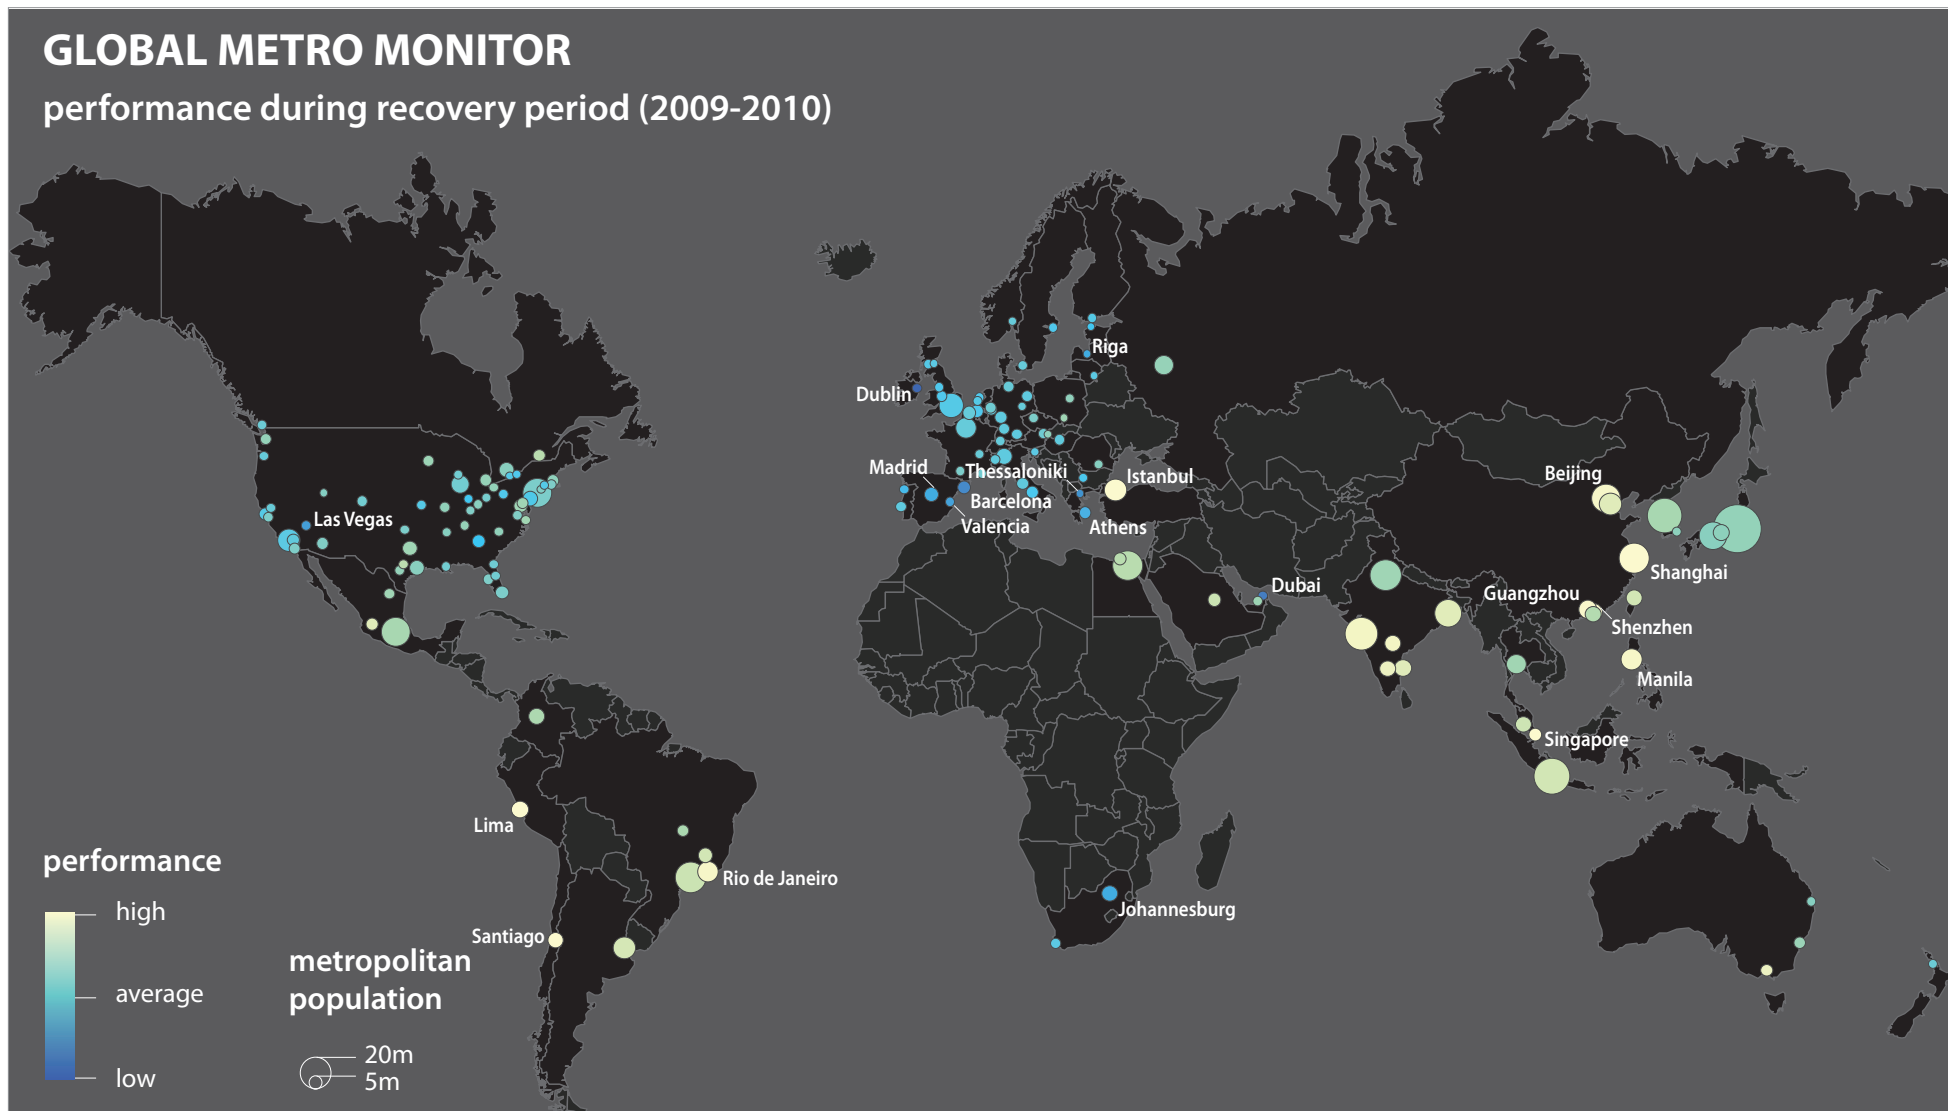 GLOBAL METRO MONITOR
performance during recovery period (2009-2010)
Riga
Dublin
Madrid
Thessaloniki
Istanbul
Beijing
Barcelona
Las Vegas
Valencia
Athens
Shanghai
Dubai
Guangzhou
Shenzhen
Manila
Singapore
Lima
Rio de Janeiro
Johannesburg
Santiago
performance
high
average
low
metropolitan
population
20m
5m